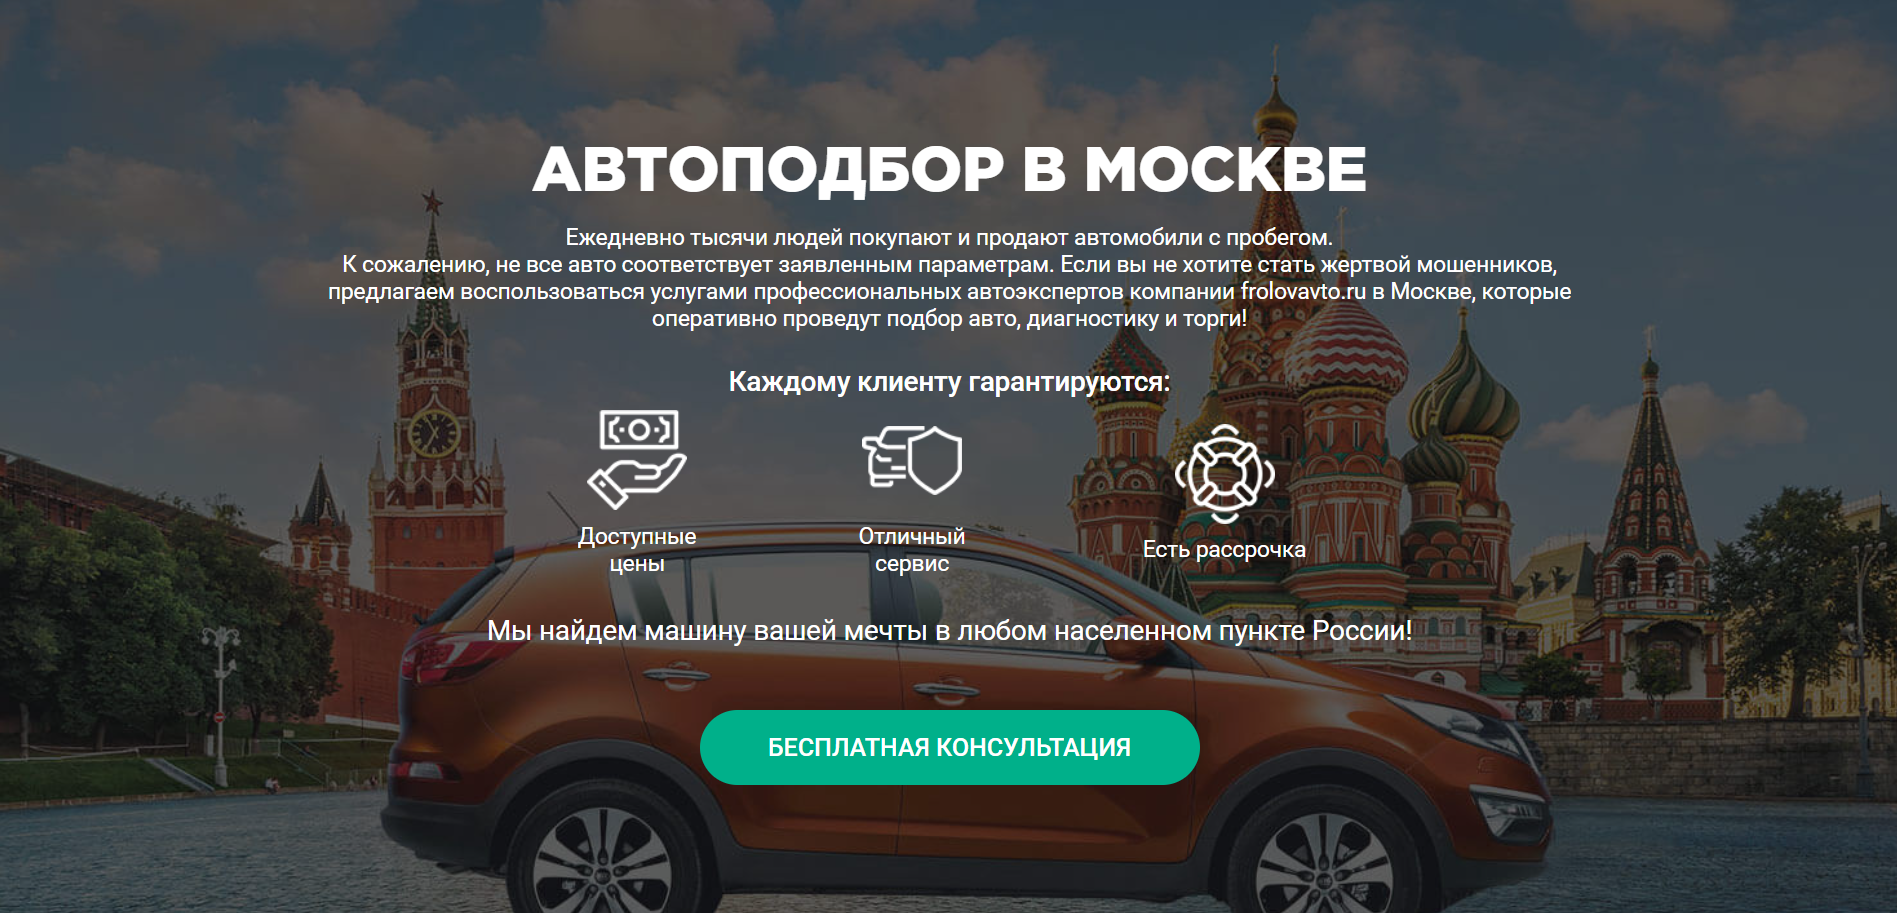 АВТОПОДБОР В МОСКВЕ
Ежедневно тысячи людей покупают и продают автомобили с пробегом.
К сожалению, не все авто соответствует заявленным параметрам. Если вы не хотите стать жертвой мошенников,
предлагаем воспользоваться услугами профессиональных автоэкспертов компании frolovavto.ru в Москве, которые
оперативно проведут подбор авто, диагностику и торги!
Каждому клиенту гарантируются:
Доступные
цены
Отличный
сервис
Есть рассрочка
Мы найдем машину вашей мечты в любом населенном пункте России!
БЕСПЛАТНАЯ КОНСУЛЬТАЦИЯ